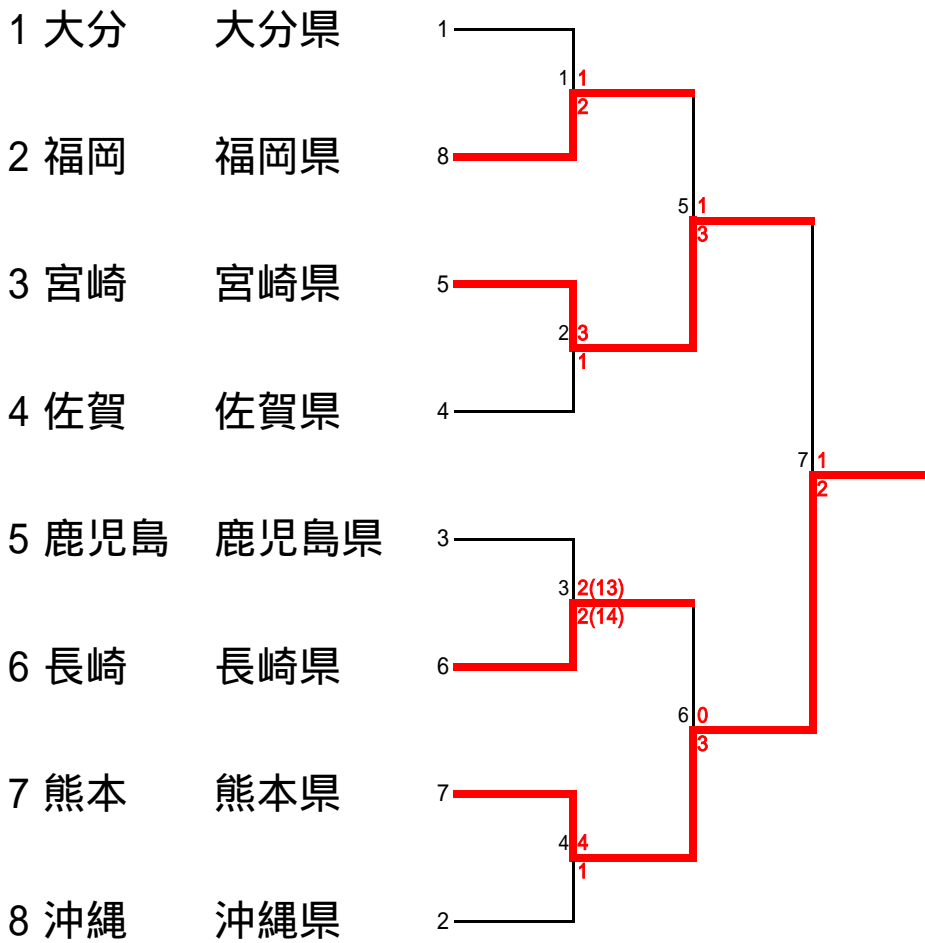 1 大分 大分県 1
1 1
2
2 福岡 福岡県 8
5 1
3
3 宮崎 宮崎県 5
2 3
1
4 佐賀 佐賀県 4
7 1
2
5 鹿児島 鹿児島県 3
3 2(13)
2(14)
6 長崎 長崎県 6
6 0
3
7 熊本 熊本県 7
4 4
1
8 沖縄 沖縄県 2